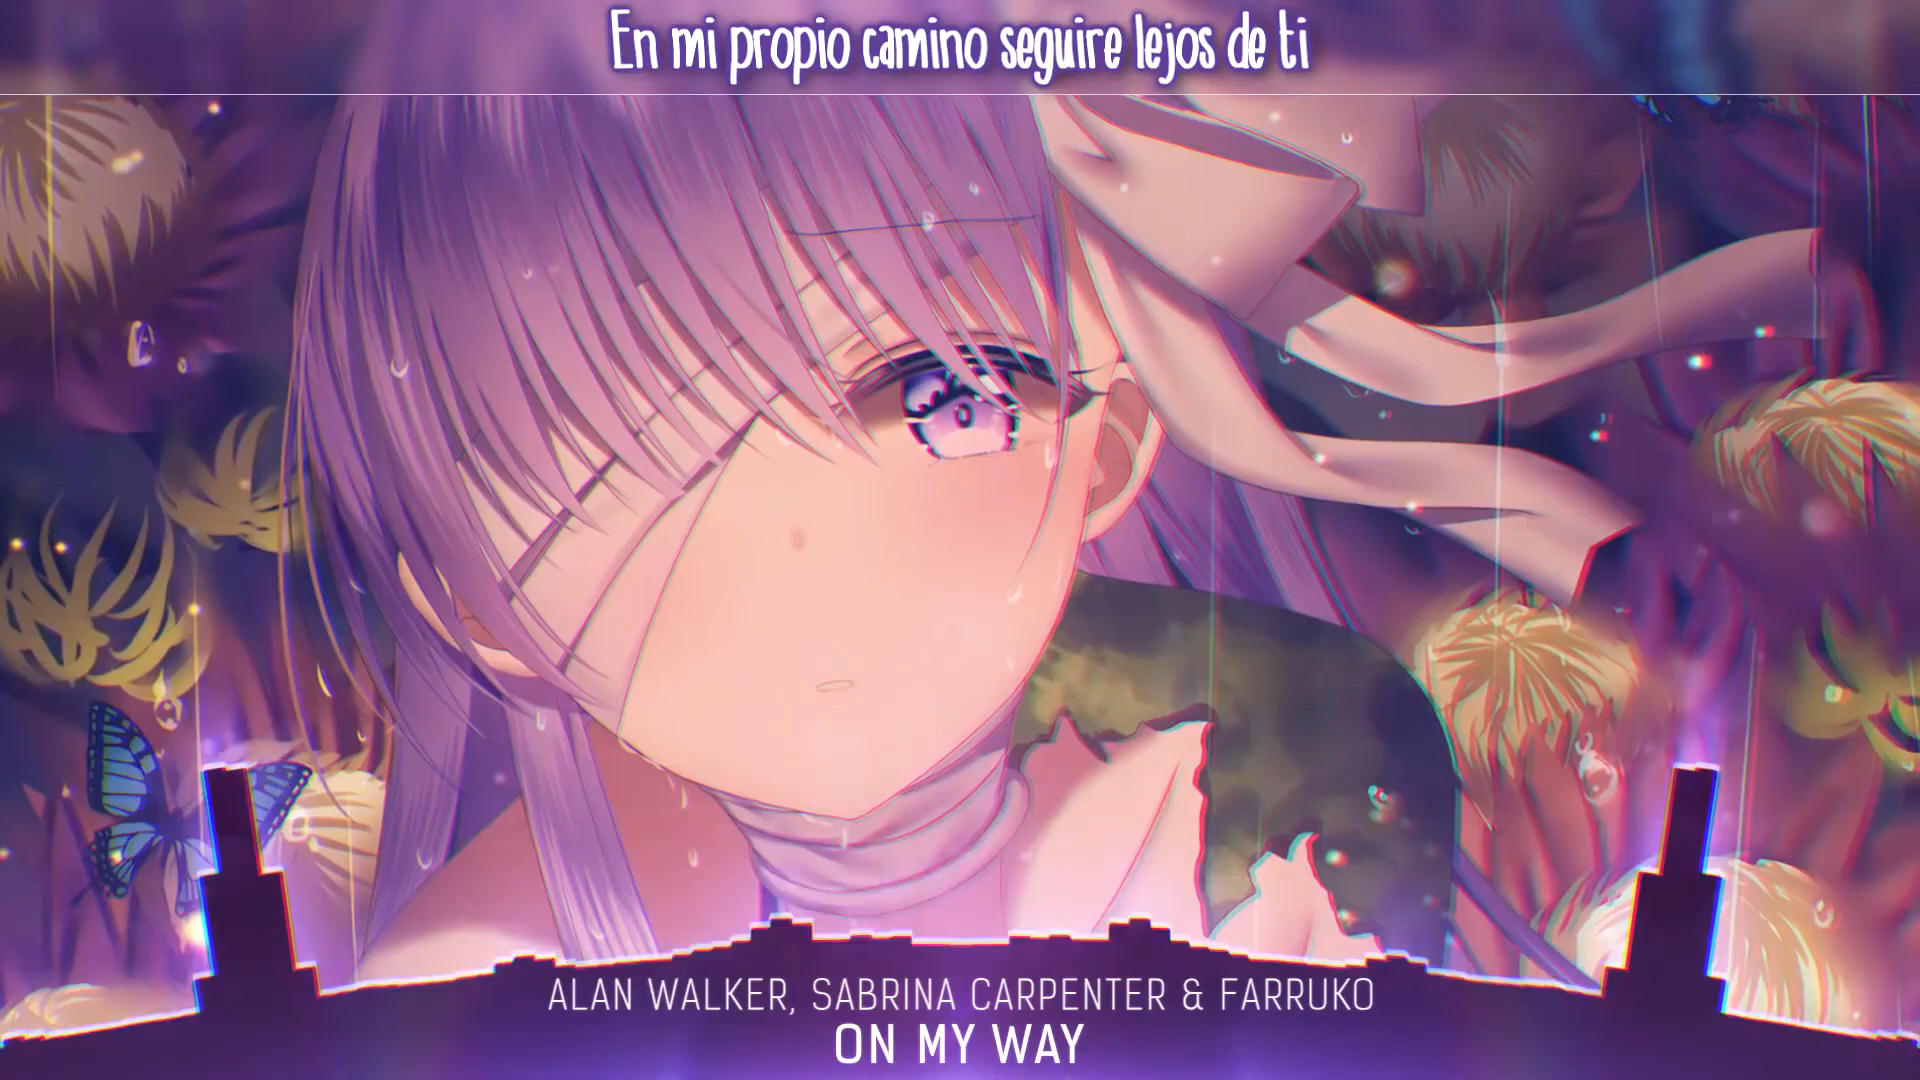 En mi propio camino seguire lejos de ti
ALAN WALKER, SABRINA CARPENTER & FARRUKO
ON MY WAY